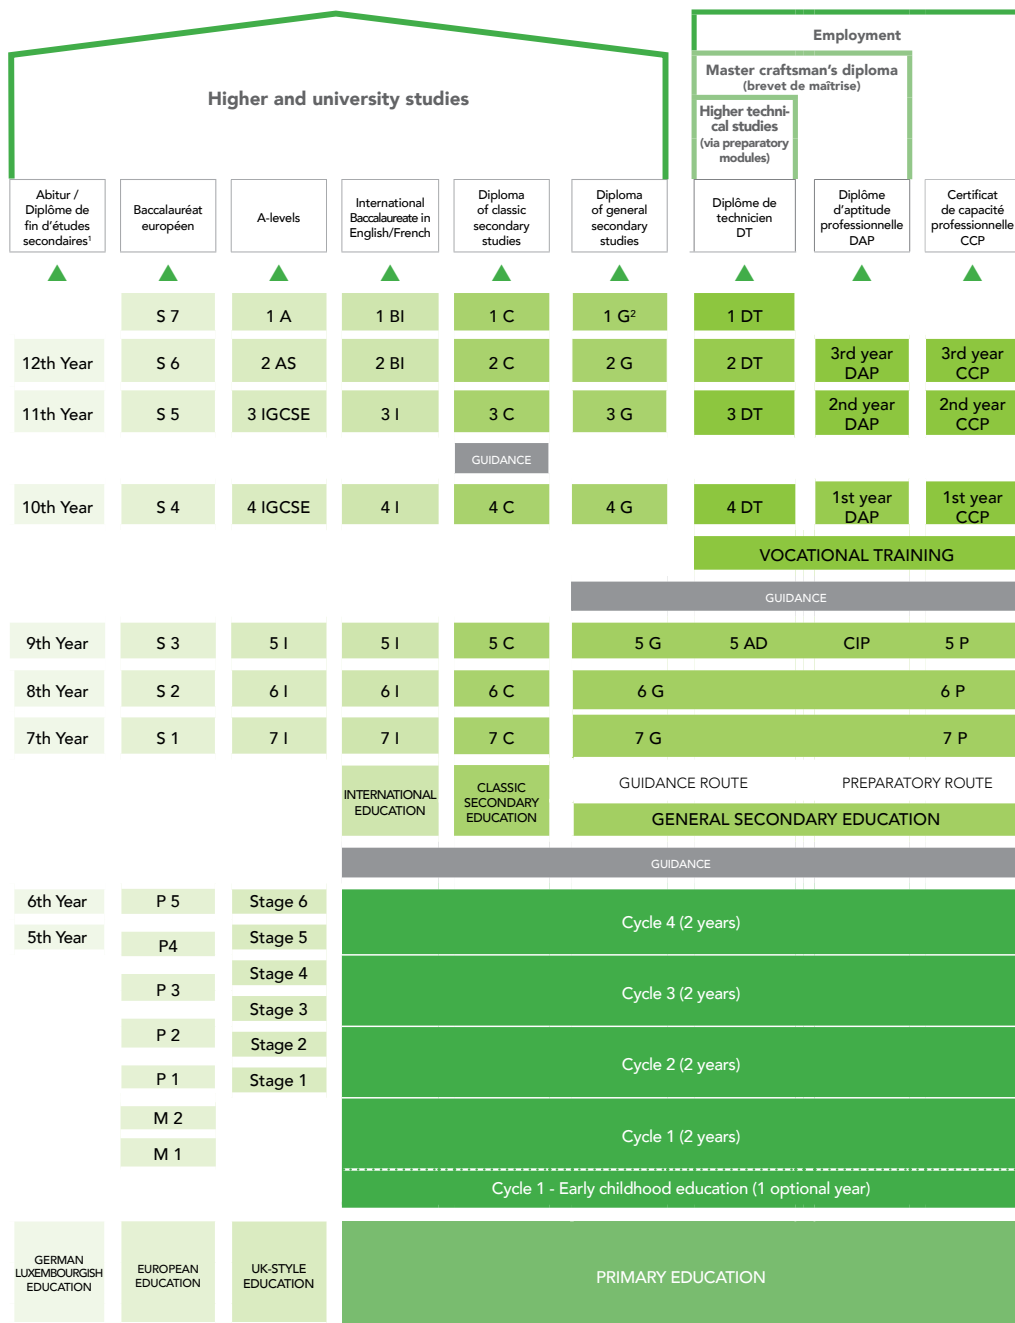 Employment
Master craftsman's diploma
(brevet de maîtrise)
Higher and university studies
Higher techni-
cal studies
(via preparatory
modules)
Abitur /
Diplôme de
fin d'études
secondaires¹
Baccalauréat
européen
A-levels
International
Baccalaureate in
English/French
Diploma
of classic
secondary
studies
Diploma
of general
secondary
studies
Diplôme de
technicien
DT
Diplôme
d'aptitude
professionnelle
DAP
Certificat
de capacité
professionnelle
CCP
S 7 1 A 1 BI 1 C 1 G² 1 DT
12th Year S 6 2 AS 2 BI 2 C 2 G 2 DT
3rd year
DAP
3rd year
CCP
11th Year S 5 3 IGCSE 3 I 3 C 3 G 3 DT
2nd year
DAP
2nd year
CCP
GUIDANCE
10th Year S 4 4 IGCSE 4 I 4 C 4 G 4 DT
1st year
DAP
1st year
CCP
VOCATIONAL TRAINING
GUIDANCE
9th Year S 3 5 I 5 I 5 C 5 G 5 AD CIP 5 P
8th Year S 2 6 I 6 I 6 C 6 G 6 P
7th Year S 1 7 I 7 I 7 C 7 G 7 P
INTERNATIONAL
EDUCATION
CLASSIC
SECONDARY
EDUCATION
GUIDANCE ROUTE PREPARATORY ROUTE
GENERAL SECONDARY EDUCATION
GUIDANCE
6th Year P 5 Stage 6
Cycle 4 (2 years)
5th Year P4 Stage 5
Stage 4
P 3 Stage 3
Cycle 3 (2 years)
P 2 Stage 2
Cycle 2 (2 years)
P 1 Stage 1
M 2
Cycle 1 (2 years)
M 1
Cycle 1 - Early childhood education (1 optional year)
GERMAN
LUXEMBOURGISH
EDUCATION
EUROPEAN
EDUCATION
UK-STYLE
EDUCATION
PRIMARY EDUCATION